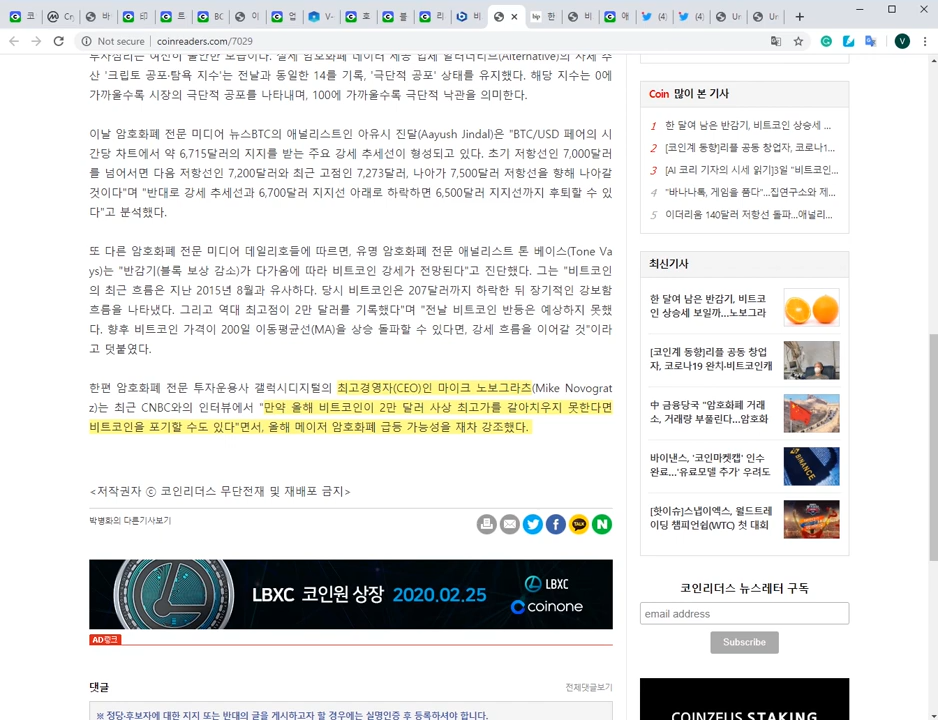 Not secure | coinreaders.com/7029
투자심리는 여전히 불안한 모습이다. 실제 암호화폐 데이터 제공 업체 알터너티브(Alternative)의 자체 추
산 '크립토 공포·탐욕 지수'는 전날과 동일한 14를 기록, '극단적 공포' 상태를 유지했다. 해당 지수는 0에
가까울수록 시장의 극단적 공포를 나타내며, 100에 가까울수록 극단적 낙관을 의미한다.
이날 암호화폐 전문 미디어 뉴스BTC의 애널리스트인 아유시 진달(Aayush Jindal)은 "BTC/USD 페어의 시
간당 차트에서 약 6,715달러의 지지를 받는 주요 강세 추세선이 형성되고 있다. 초기 저항선인 7,000달러
를 넘어서면 다음 저항선인 7,200달러와 최근 고점인 7,273달러, 나아가 7,500달러 저항선을 향해 나아갈
것이다"며 "반대로 강세 추세선과 6,700달러 지지선 아래로 하락하면 6,500달러 지지선까지 후퇴할 수 있
다"고 분석했다.
또 다른 암호화폐 전문 미디어 데일리호들에 따르면, 유명 암호화폐 전문 애널리스트 톤 베이스(Tone Va
ys)는 "반감기(블록 보상 감소)가 다가옴에 따라 비트코인 강세가 전망된다"고 진단했다. 그는 "비트코인
의 최근 흐름은 지난 2015년 8월과 유사하다. 당시 비트코인은 207달러까지 하락한 뒤 장기적인 강보합
흐름을 나타냈다. 그리고 역대 최고점이 2만 달러를 기록했다"며 "전날 비트코인 반등은 예상하지 못했
다. 향후 비트코인 가격이 200일 이동평균선(MA)을 상승 돌파할 수 있다면, 강세 흐름을 이어갈 것"이라
고 덧붙였다.
한편 암호화폐 전문 투자운용사 갤럭시디지털의 최고경영자(CEO)인 마이크 노보그라츠(Mike Novograt
z)는 최근 CNBC와의 인터뷰에서 "만약 올해 비트코인이 2만 달러 사상 최고가를 갈아치우지 못한다면
비트코인을 포기할 수도 있다"면서, 올해 메이저 암호화폐 급등 가능성을 재차 강조했다.
<저작권자 ⓒ 코인리더스 무단전재 및 재배포 금지>
박병화의 다른기사보기
TALK
N
LBXC 코인원 상장 2020.02.25
LBXC
coinone
AD링크
댓글
전체댓글보기
※ 정당·후보자에 대한 지지 또는 반대의 글을 게시하고자 할 경우에는 실명인증 후 등록하셔야 합니다.
Coin 많이 본 기사
1 한 달여 남은 반감기, 비트코인 상승세 ...
2 [코인계 동향]리플 공동 창업자, 코로나1...
3 [AI 코리 기자의 시세 읽기]3일 "비트코인...
4 "바나나톡, 게임을 품다"...집연구소와 제...
5 이더리움 140달러 저항선 돌파...애널리...
최신기사
한 달여 남은 반감기, 비트코
인 상승세 보일까...노보그라
[코인계 동향]리플 공동 창업
자, 코로나19 완치·비트코인캐
中 금융당국 "암호화폐 거래
소, 거래량 부풀린다...암호화
바이낸스, '코인마켓캡' 인수
완료...'유료모델 추가' 우려도
BINANCE
[핫이슈]스냅이엑스, 월드트레
이딩 챔피언쉽(WTC) 첫 대회
코인리더스 뉴스레터 구독
email address
Subscribe
COINZEUS STAKING